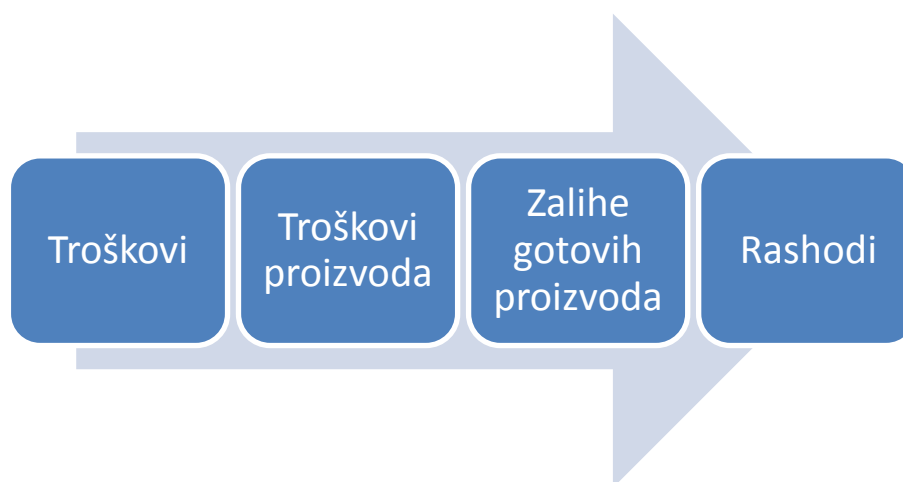 Troškovi
Troškovi
proizvoda
Zalihe
gotovih
proizvoda
Rashodi